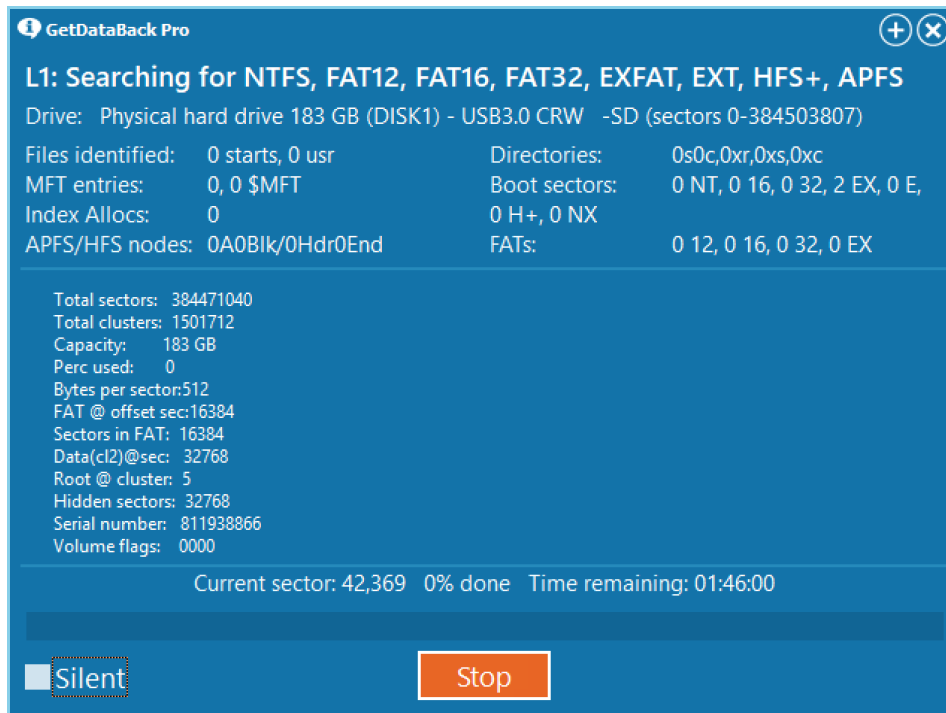 GetDataBack Pro
L1: Searching for NTFS, FAT12, FAT16, FAT32, EXFAT, EXT, HFS+, APFS
Drive: Physical hard drive 183 GB (DISK1) - USB3.0 CRW -SD (sectors 0-384503807)
Files identified: 0 starts, 0 usr Directories: 0s0c,0xr,0xs,0xc
MFT entries: 0, 0 $MFT Boot sectors: 0 NT, 0 16, 0 32, 2 EX, 0 E,
Index Allocs: 0 0 H+, 0 NX
APFS/HFS nodes: 0A0Blk/0Hdr0End FATs: 0 12, 0 16, 0 32, 0 EX
Total sectors: 384471040
Total clusters: 1501712
Capacity: 183 GB
Perc used: 0
Bytes per sector:512
FAT @ offset sec:16384
Sectors in FAT: 16384
Data(cl2)@sec: 32768
Root @ cluster: 5
Hidden sectors: 32768
Serial number: 811938866
Volume flags: 0000
Current sector: 42,369 0% done Time remaining: 01:46:00
Silent
Stop